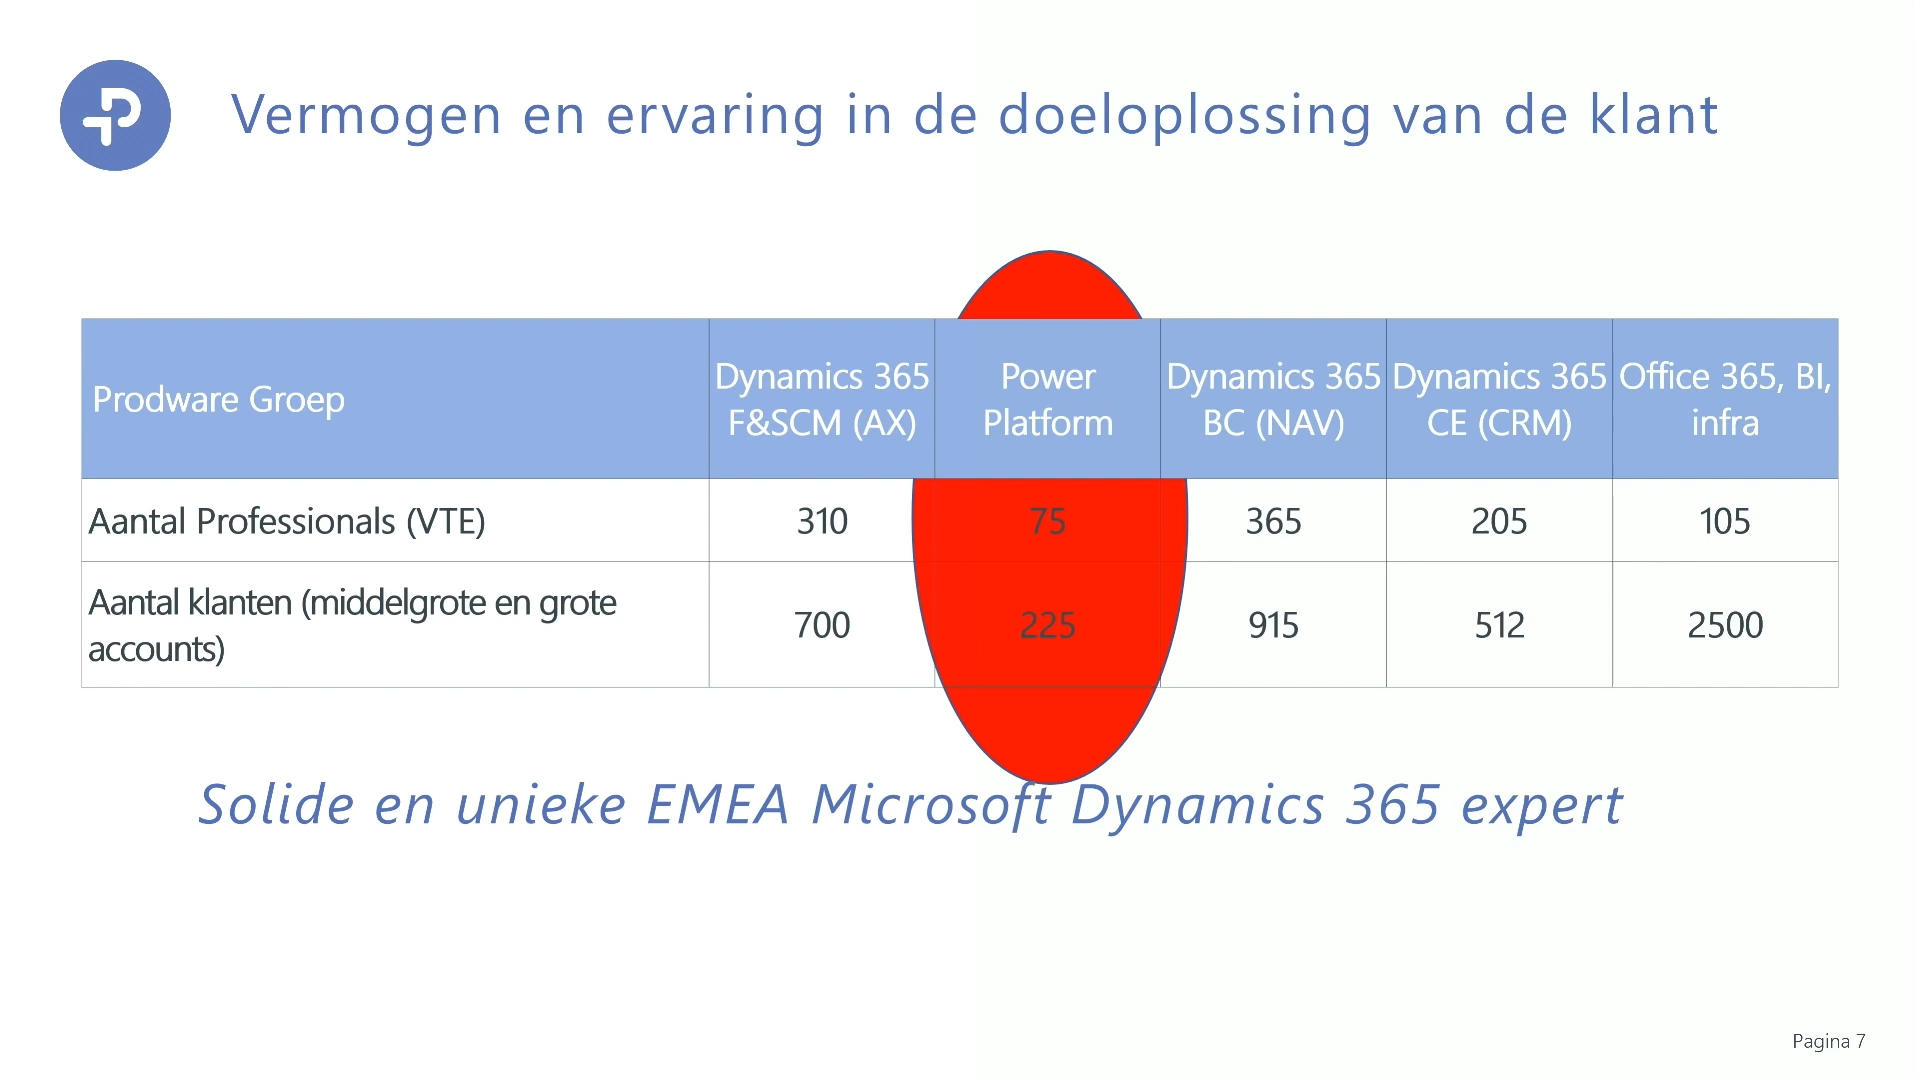 Vermogen en ervaring in de doeloplossing van de klant
Prodware Groep
Dynamics 365
F&SCM (AX)
Power
Platform
Dynamics 365
BC (NAV)
Dynamics 365
CE (CRM)
Office 365, BI,
infra
Aantal Professionals (VTE)
310
75
365
205
105
Aantal klanten (middelgrote en grote
accounts)
700
225
915
512
2500
Solide en unieke EMEA Microsoft Dynamics 365 expert
Pagina 7